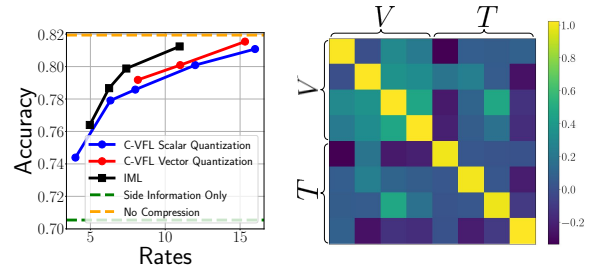 0.82
0.80
0.78
0.76
0.74
0.72
0.70
Accuracy
C-VFL Scalar Quantization
C-VFL Vector Quantization
IML
Side Information Only
No Compression
5 10 15
Rates
V T
V
T
1.0
0.8
0.6
0.4
0.2
0.0
−0.2